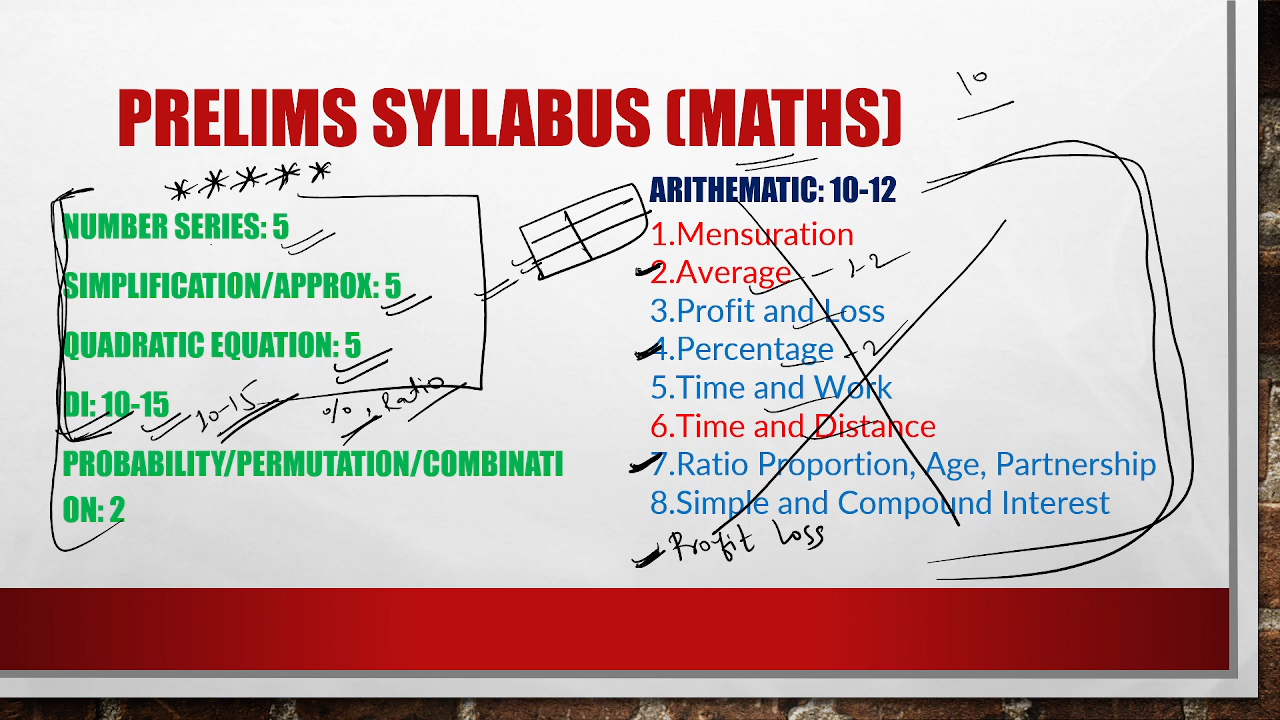 PRELIMS SYLLABUS (MATHS)
10
*****
NUMBER SERIES: 5
SIMPLIFICATION/APPROX: 5
QUADRATIC EQUATION: 5
DI: 10-15
10-15
%, Ratio
PROBABILITY/PERMUTATION/COMBINATI
ON: 2
ARITHEMATIC: 10-12
1.Mensuration
2.Average - 1-2
3.Profit and Loss
4.Percentage - 2
5.Time and Work
6.Time and Distance
7.Ratio Proportion, Age, Partnership
8.Simple and Compound Interest
Profit Loss